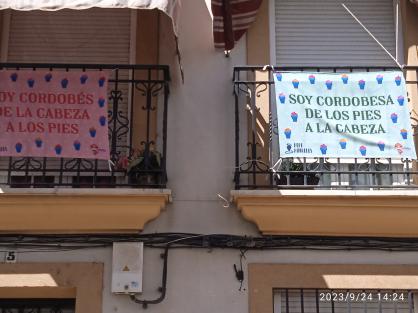 OY CORDOBÉS
DE LA CABEZA
A LOS PIES
SOY CORDOBESA
DE LOS PIES
A LA CABEZA
5
2023/9/24 14:24